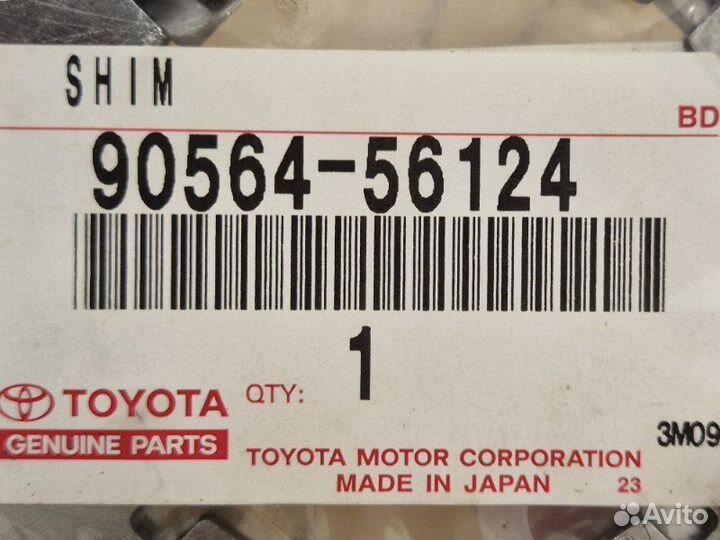 SHIM
BD
90564-56124
1
TOYOTA
QTY:
GENUINE PARTS
3M09
TOYOTA MOTOR CORPORATION
MADE IN JAPAN 23
Avito